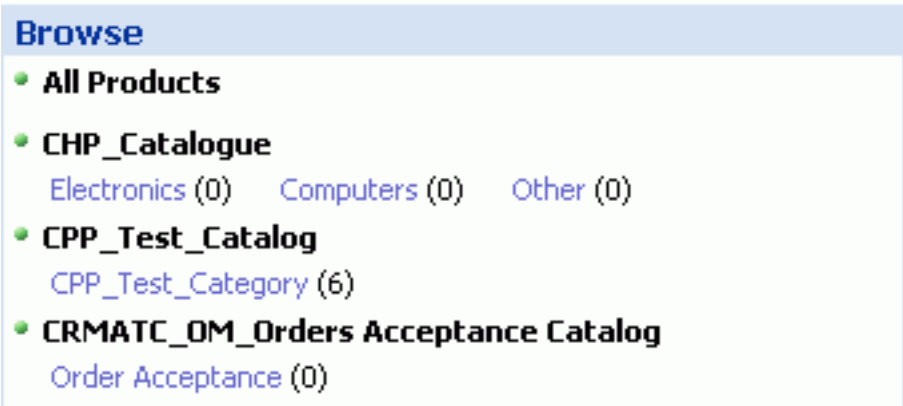 Browse
All Products
CHP_Catalogue
Electronics (0) Computers (0) Other (0)
CPP_Test_Catalog
CPP_Test_Category (6)
CRMATC_OM_Orders Acceptance Catalog
Order Acceptance (0)